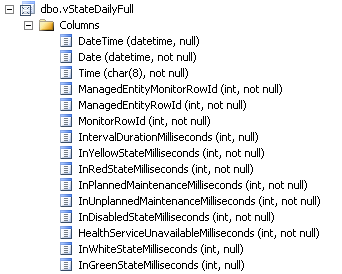 dbo.vStateDailyFull
Columns
DateTime (datetime, null)
Date (datetime, not null)
Time (char(8), not null)
ManagedEntityMonitorRowId (int, not null)
ManagedEntityRowId (int, not null)
MonitorRowId (int, not null)
IntervalDurationMilliseconds (int, not null)
InYellowStateMilliseconds (int, not null)
InRedStateMilliseconds (int, not null)
InPlannedMaintenanceMilliseconds (int, not null)
InUnplannedMaintenanceMilliseconds (int, not null)
InDisabledStateMilliseconds (int, not null)
HealthServiceUnavailableMilliseconds (int, not null)
InWhiteStateMilliseconds (int, null)
InGreenStateMilliseconds (int, null)